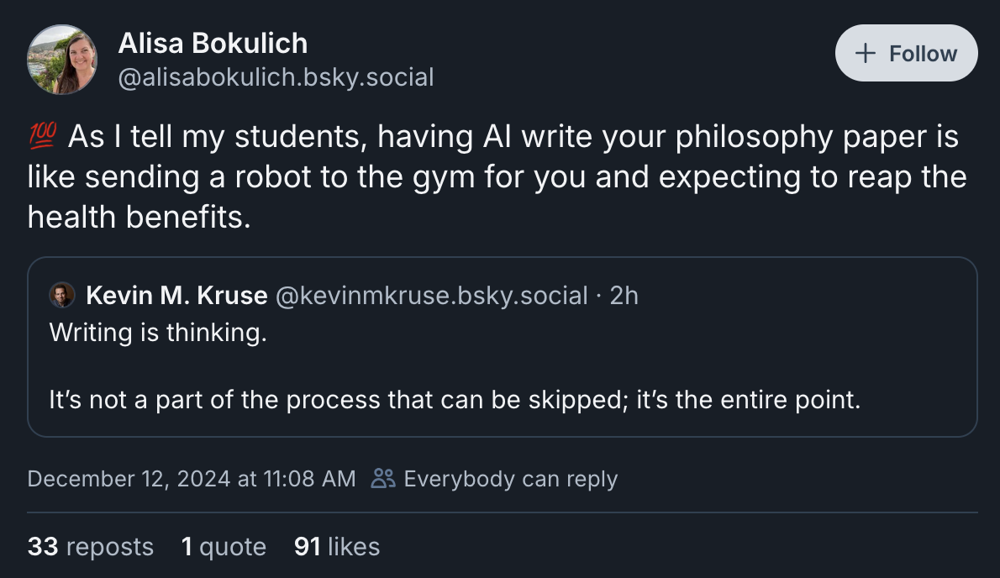 Alisa Bokulich
@alisabokulich.bsky.social
+ Follow
💯 As I tell my students, having AI write your philosophy paper is
like sending a robot to the gym for you and expecting to reap the
health benefits.
Kevin M. Kruse @kevinmkruse.bsky.social · 2h
Writing is thinking.
It’s not a part of the process that can be skipped; it’s the entire point.
December 12, 2024 at 11:08 AM Everybody can reply
33 reposts 1 quote 91 likes